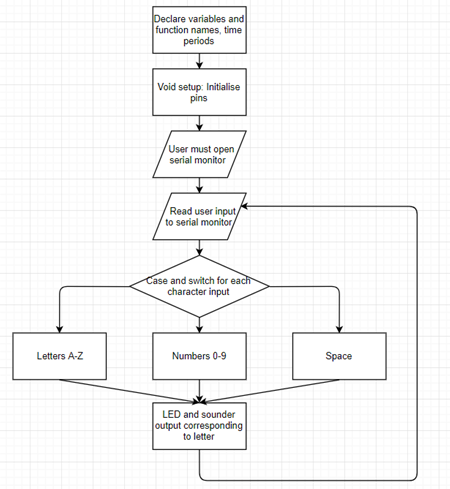 Declare variables and
function names, time
periods
Void setup: Initialise
pins
User must open
serial monitor
Read user input
to serial monitor
Case and switch for each
character input
Letters A-Z
Numbers 0-9
Space
LED and sounder
output corresponding
to letter